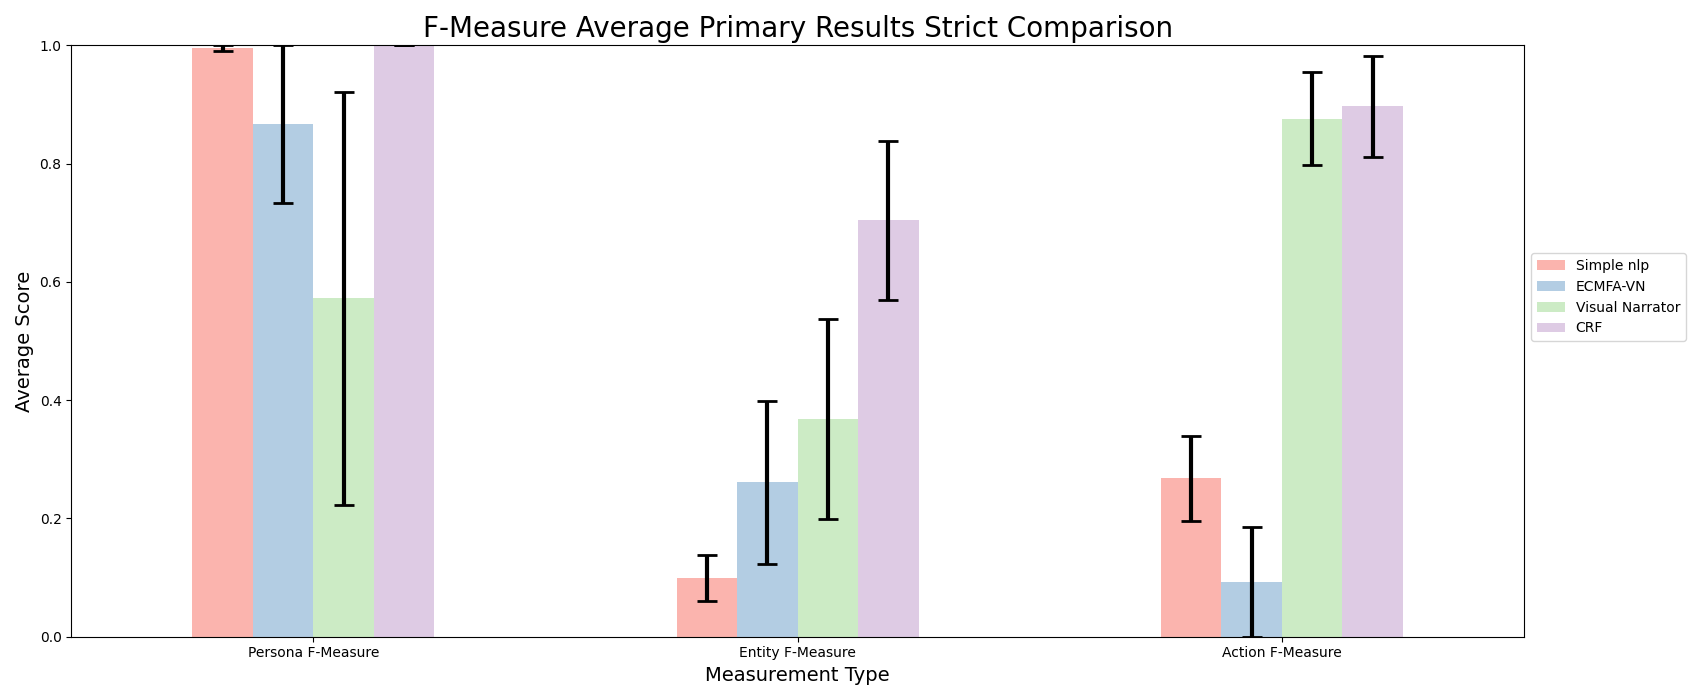 F-Measure Average Primary Results Strict Comparison
Average Score
1.0
0.8
0.6
0.4
0.2
0.0
Persona F-Measure
Entity F-Measure
Action F-Measure
Measurement Type
Simple nlp
ECMFA-VN
Visual Narrator
CRF